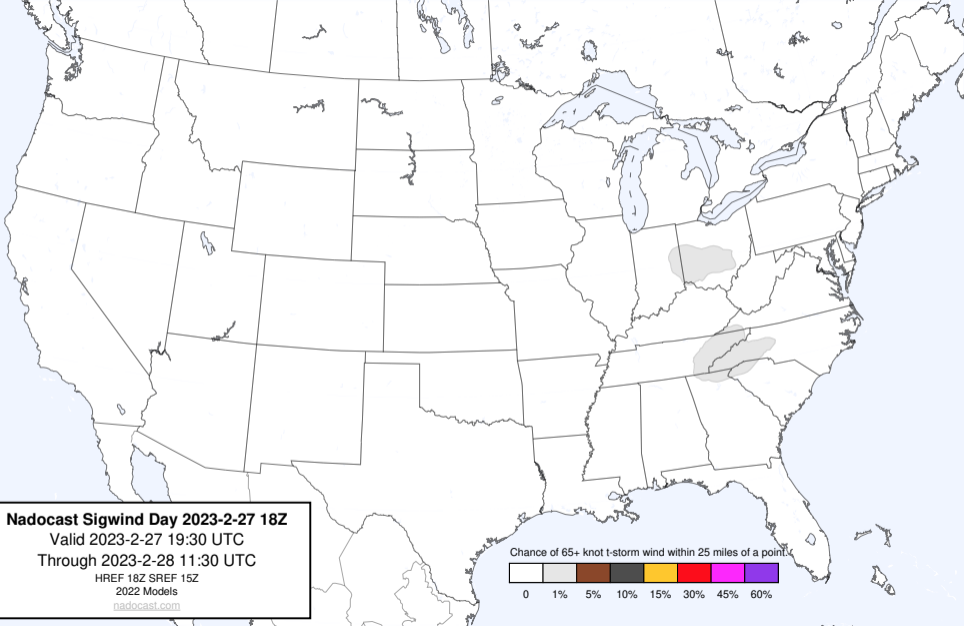 Nadocast Sigwind Day 2023-2-27 18Z
Valid 2023-2-27 19:30 UTC
Through 2023-2-28 11:30 UTC
HREF 18Z SREF 15Z
2022 Models
nadocast.com
Chance of 65+ knot t-storm wind within 25 miles of a point.
0 1% 5% 10% 15% 30% 45% 60%